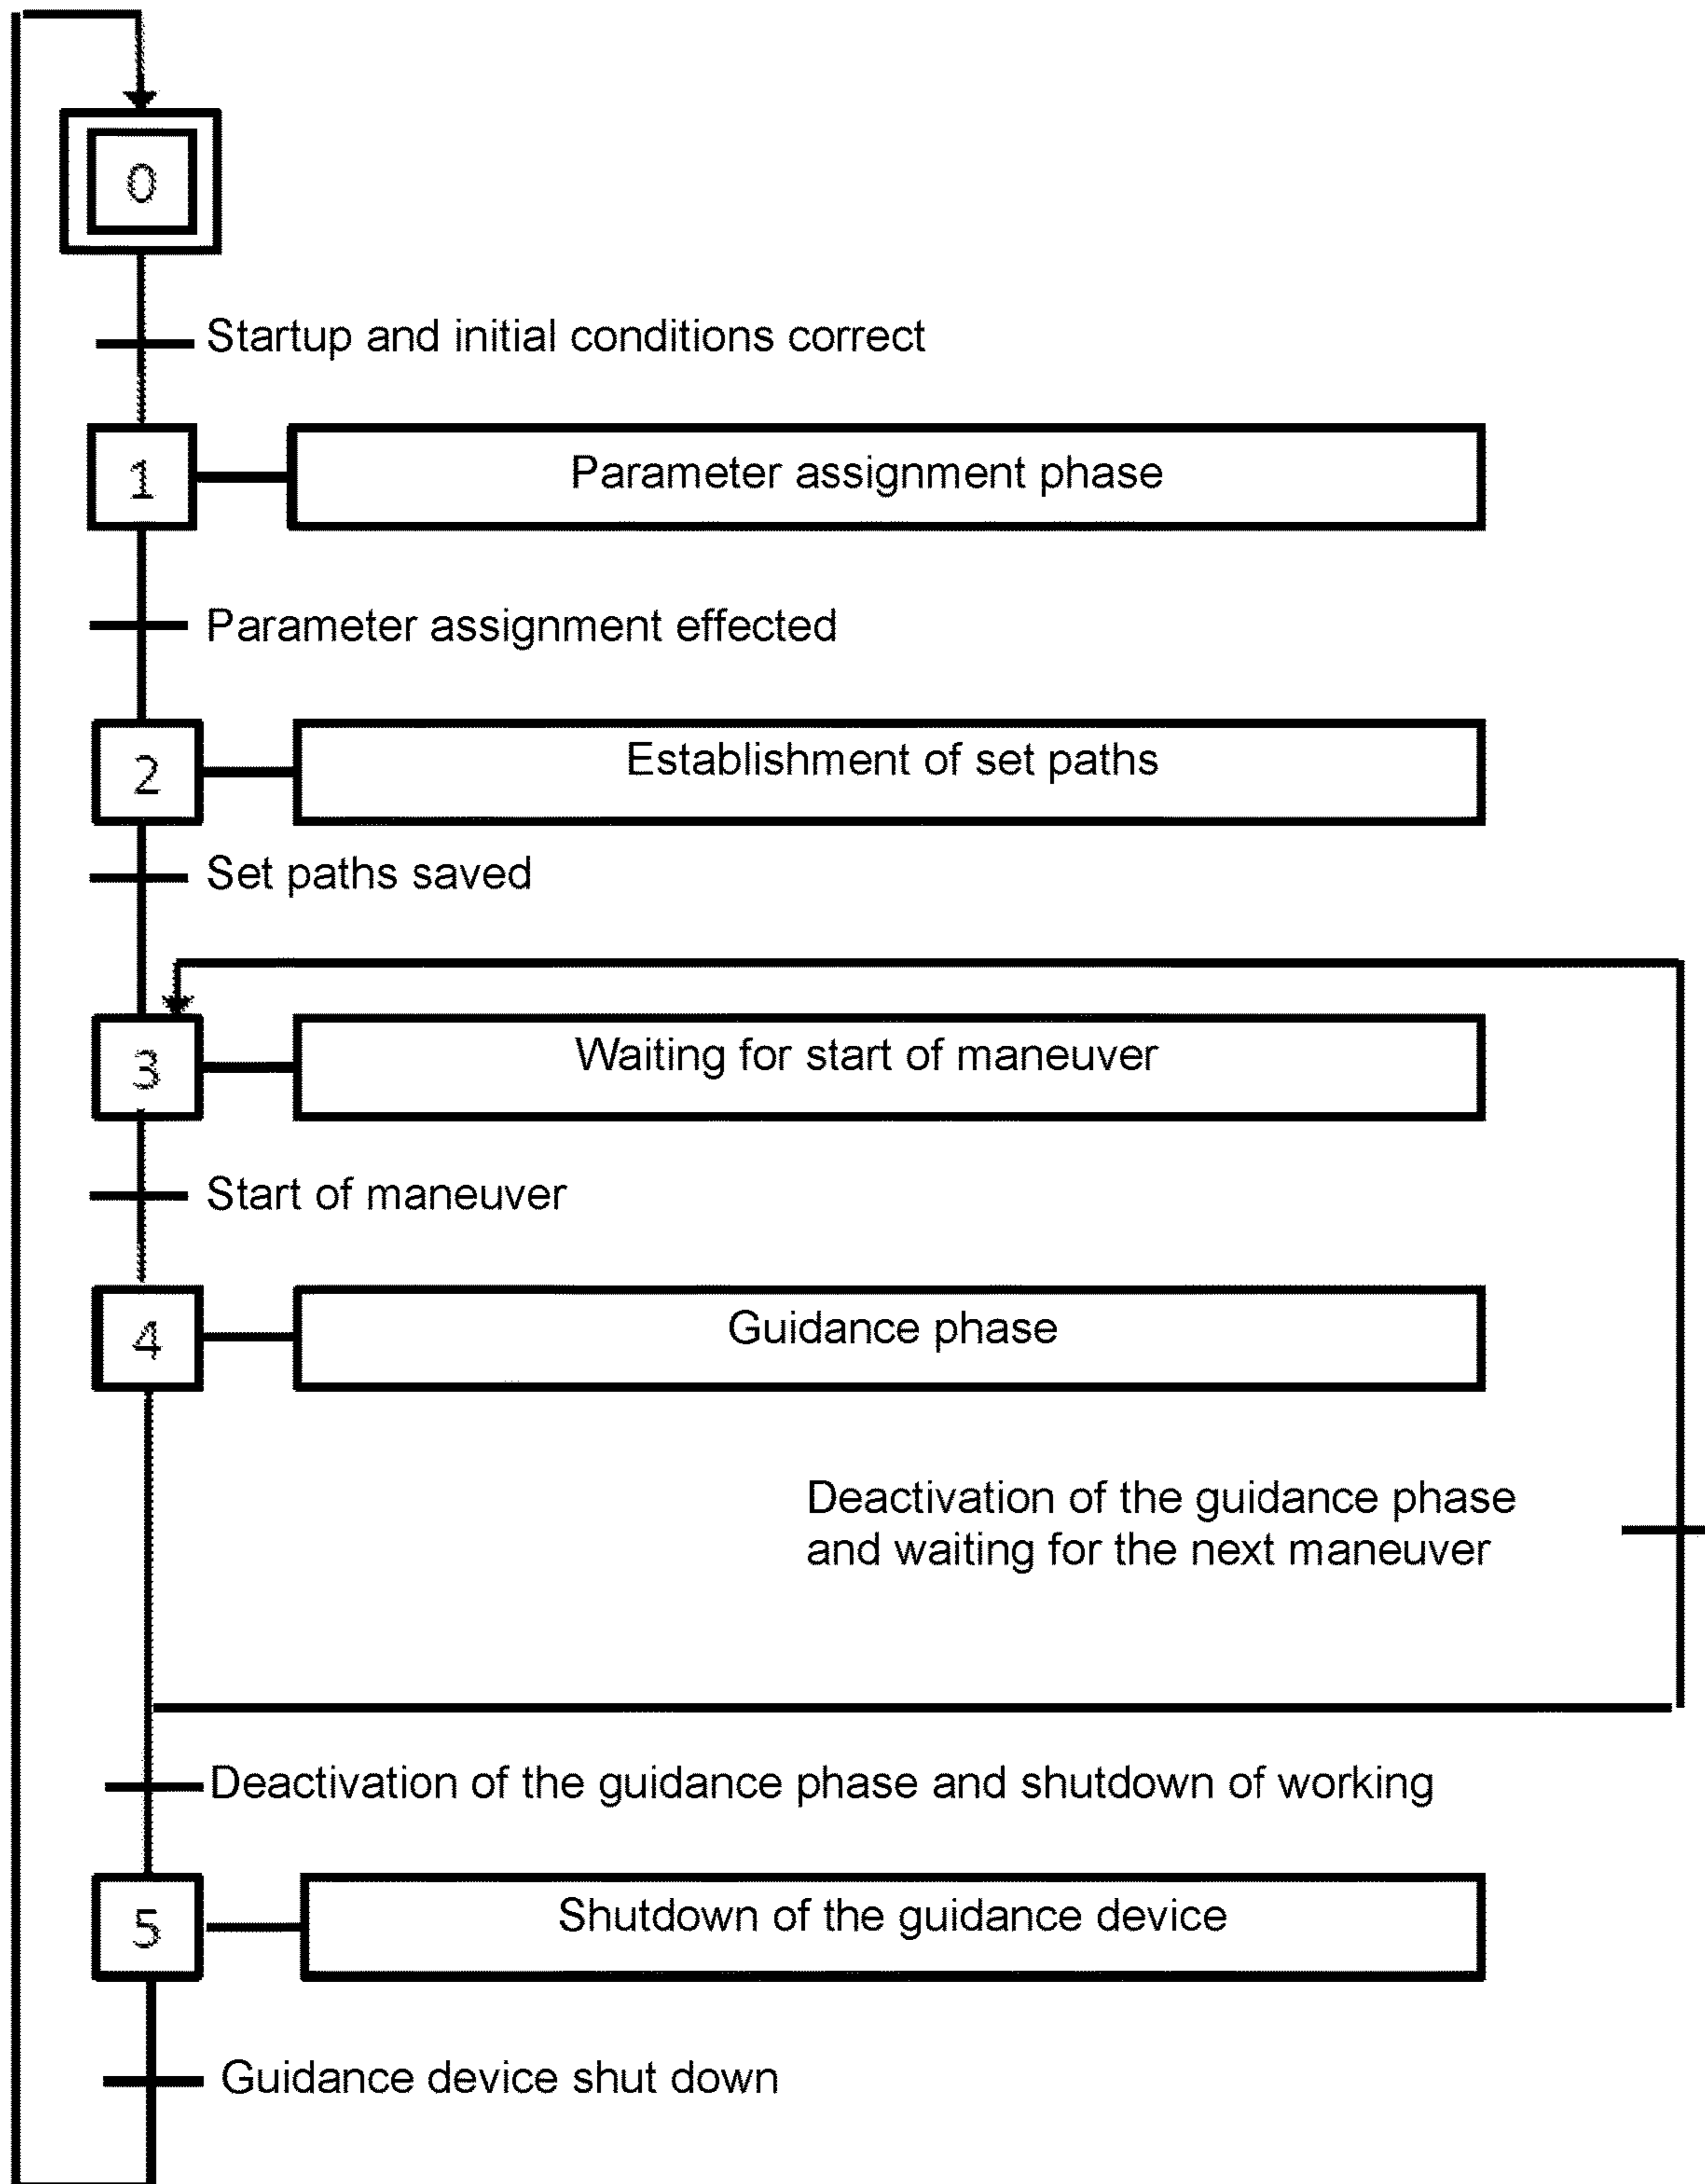 0
Startup and initial conditions correct
1
Parameter assignment phase
Parameter assignment effected
2
Establishment of set paths
Set paths saved
3
Waiting for start of maneuver
Start of maneuver
4
Guidance phase
Deactivation of the guidance phase
and waiting for the next maneuver
Deactivation of the guidance phase and shutdown of working
5
Shutdown of the guidance device
Guidance device shut down